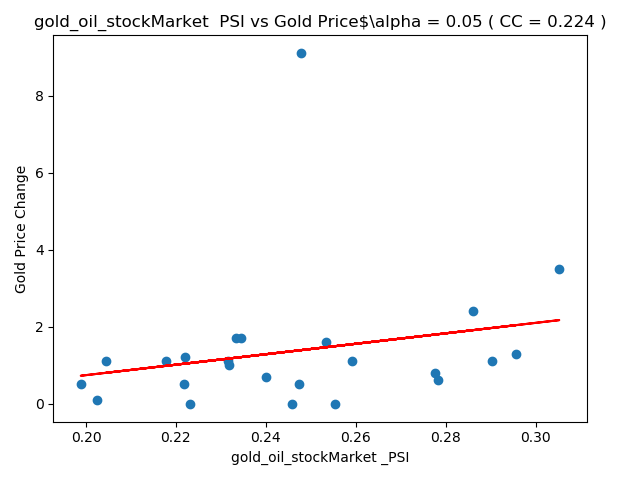 gold_oil_stockMarket  PSI vs Gold Price$\alpha = 0.05 ( CC = 0.224 )
Gold Price Change
8
6
4
2
0
0.20 0.22 0.24 0.26 0.28 0.30
gold_oil_stockMarket _PSI